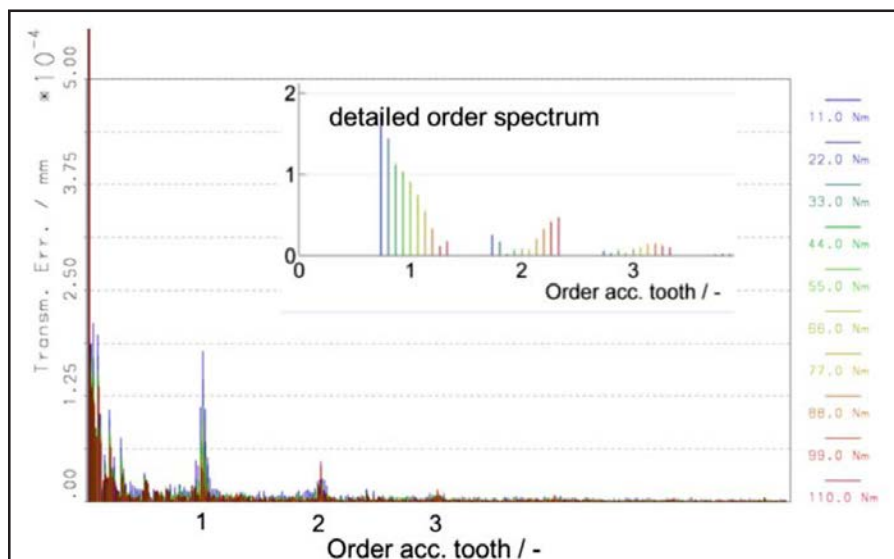 Transm. Err. / mm *10⁻⁴
5.00
3.75
2.50
1.25
.00
detailed order spectrum
2
1
0
0 1 2 3
Order acc. tooth / -
1 2 3
Order acc. tooth / -
11.0 Nm
22.0 Nm
33.0 Nm
44.0 Nm
55.0 Nm
66.0 Nm
77.0 Nm
88.0 Nm
99.0 Nm
110.0 Nm